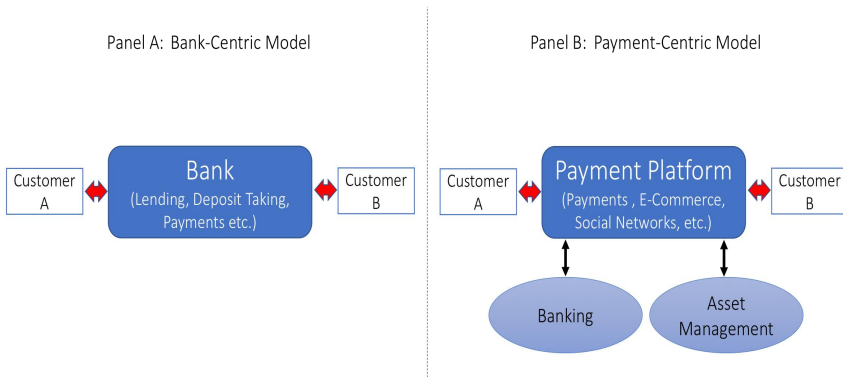 Panel A: Bank-Centric Model
Customer
A
Bank
(Lending, Deposit Taking,
Payments etc.)
Customer
B
Panel B: Payment-Centric Model
Customer
A
Payment Platform
(Payments , E-Commerce,
Social Networks, etc.)
Customer
B
Banking
Asset
Management